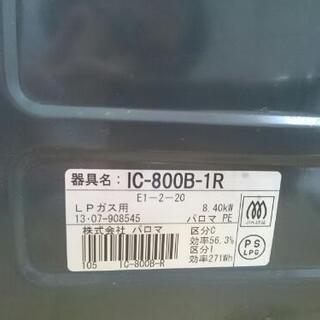 器具名: IC-800B-1R
E1-2-20
LPガス用 8.40kW
13·07-908545 パロマ PE
株式会社 パロマ 区分C
効率56.3%
区分I
105 IC-800B-R 効率271Wh
PS
LPG